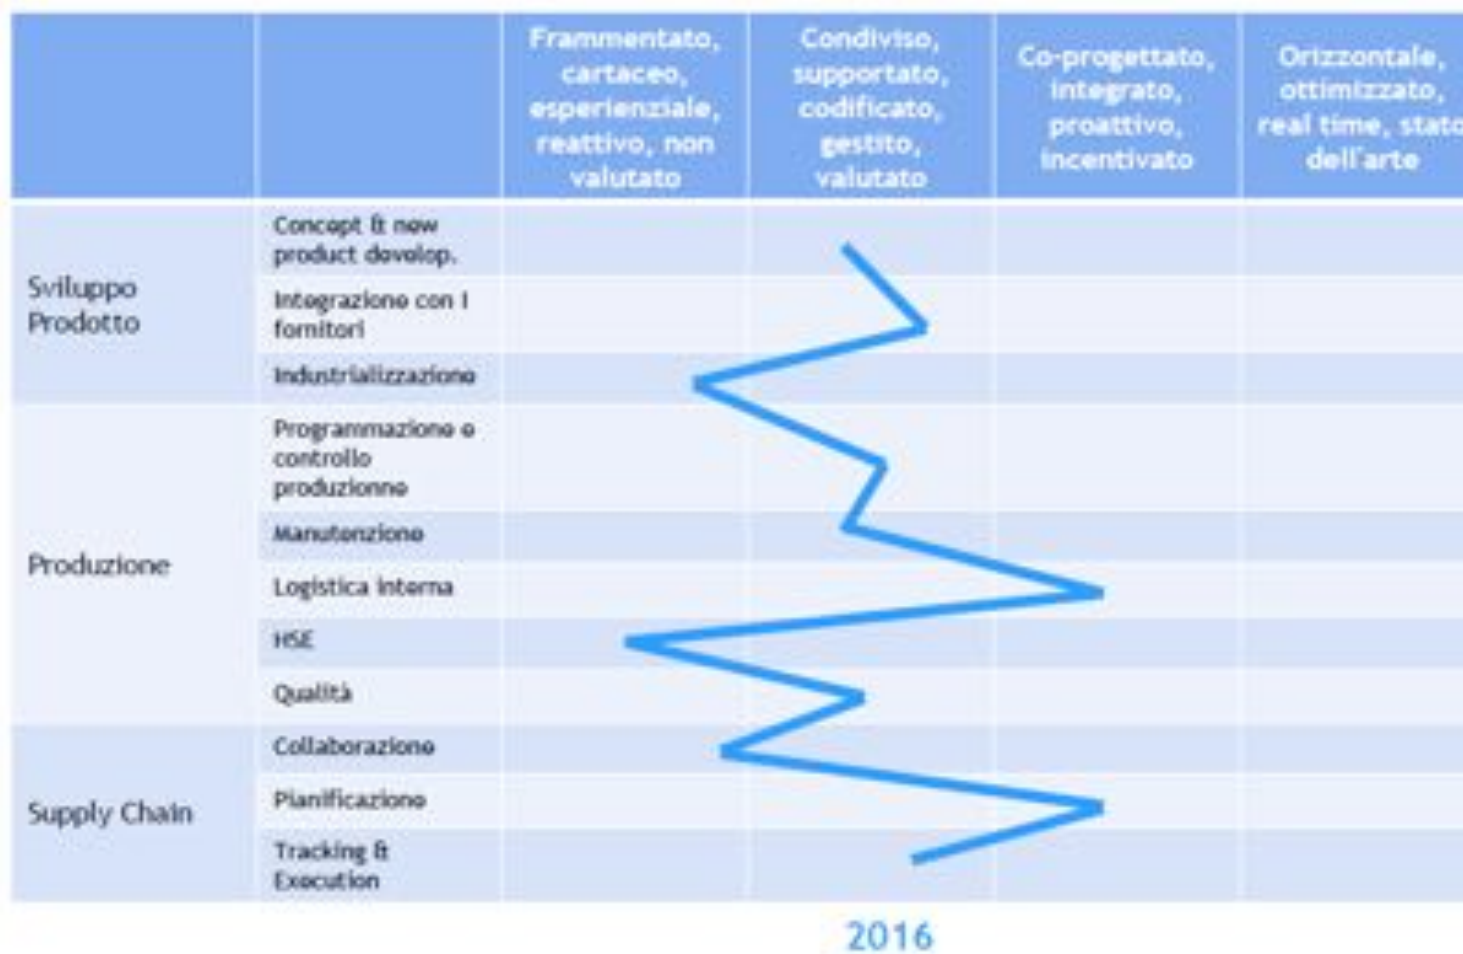 Frammentato,
cartaceo,
esperienziale,
reattivo, non
valutato
Condiviso,
supportato,
codificato,
gestito,
valutato
Co-progettato,
integrato,
proattivo,
incentivato
Orizzontale,
ottimizzato,
real time, stato
dell'arte
Sviluppo
Prodotto
Concept & new
product develop.
Integrazione con i
fornitori
Industrializzazione
Produzione
Programmazione e
controllo
produzionne
Manutenzione
Logistica interna
HSE
Qualità
Supply Chain
Collaborazione
Pianificazione
Tracking &
Execution
2016